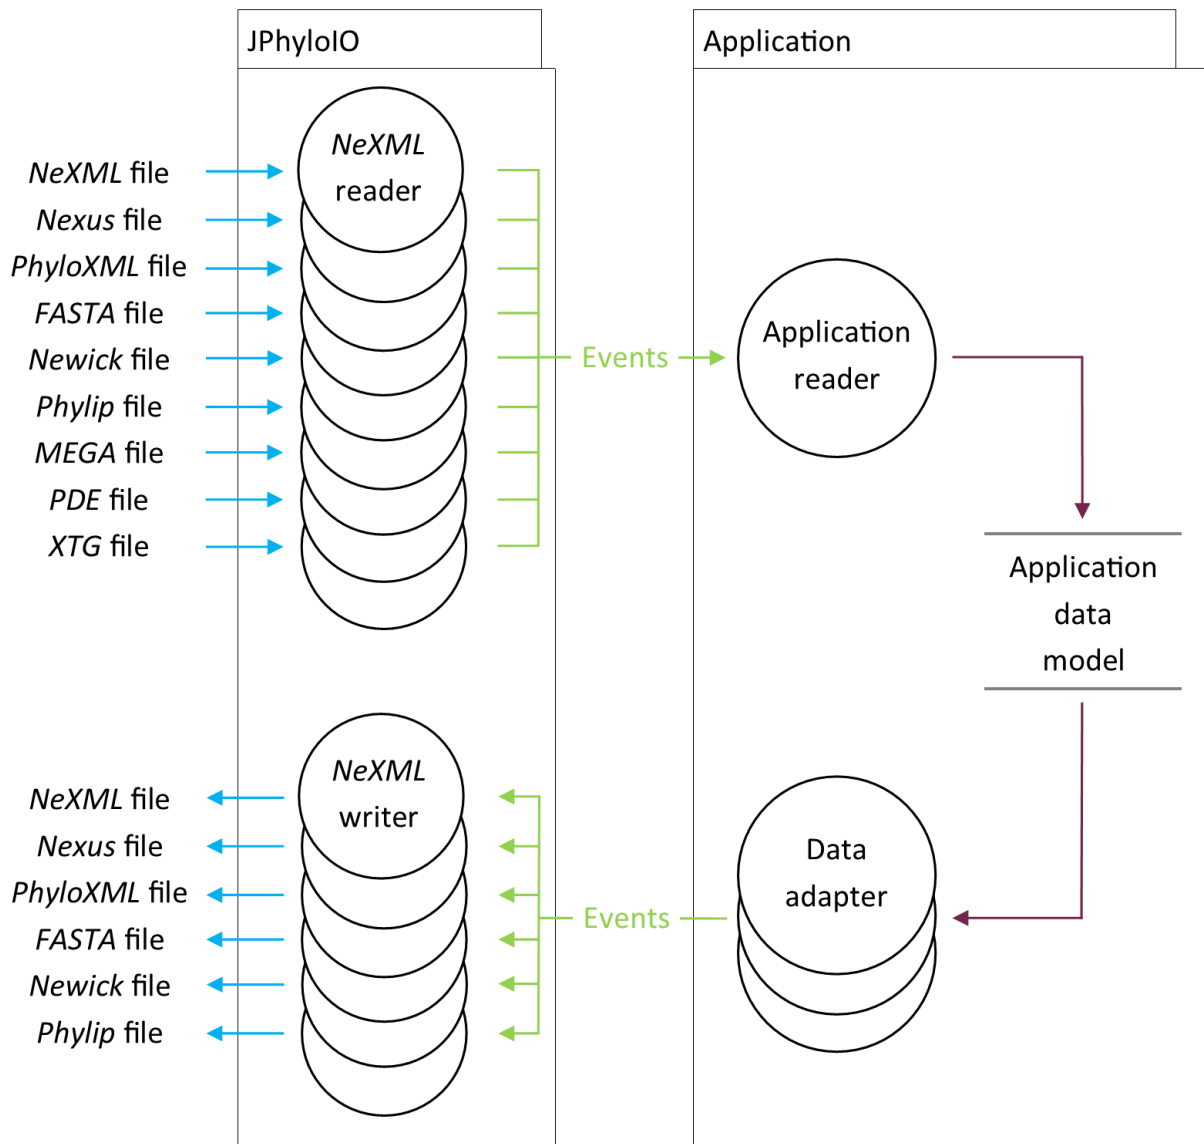 JPhyloIO
Application
NeXML
reader
NeXML file
Nexus file
PhyloXML file
FASTA file
Newick file
Phylip file
MEGA file
PDE file
XTG file
Events
Application
reader
Application
data
model
NeXML
writer
NeXML file
Nexus file
PhyloXML file
FASTA file
Newick file
Phylip file
Events
Data
adapter